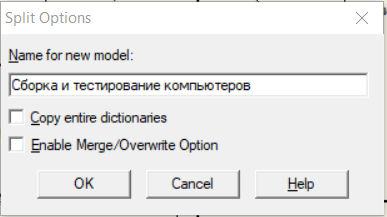 Split Options
Name for new model:
Сборка и тестирование компьютеров
Copy entire dictionaries
Enable Merge/Overwrite Option
OK Cancel Help